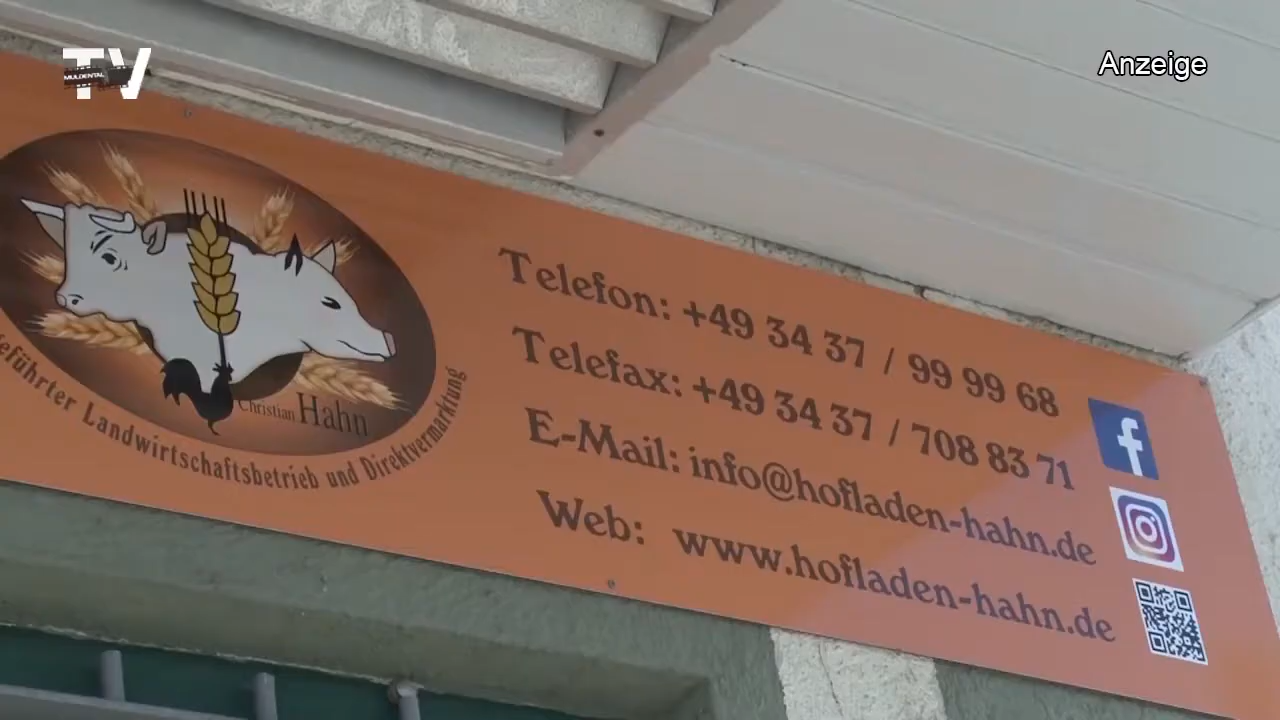 TV
MULDENTAL
Anzeige
Telefon: +49 34 37 / 99 99 68
Telefax: +49 34 37 / 708 83 71
E-Mail: info@hofladen-hahn.de
Web: www.hofladen-hahn.de
Christian Hahn
Landwirtschaftsbetrieb und Direktvermarktung